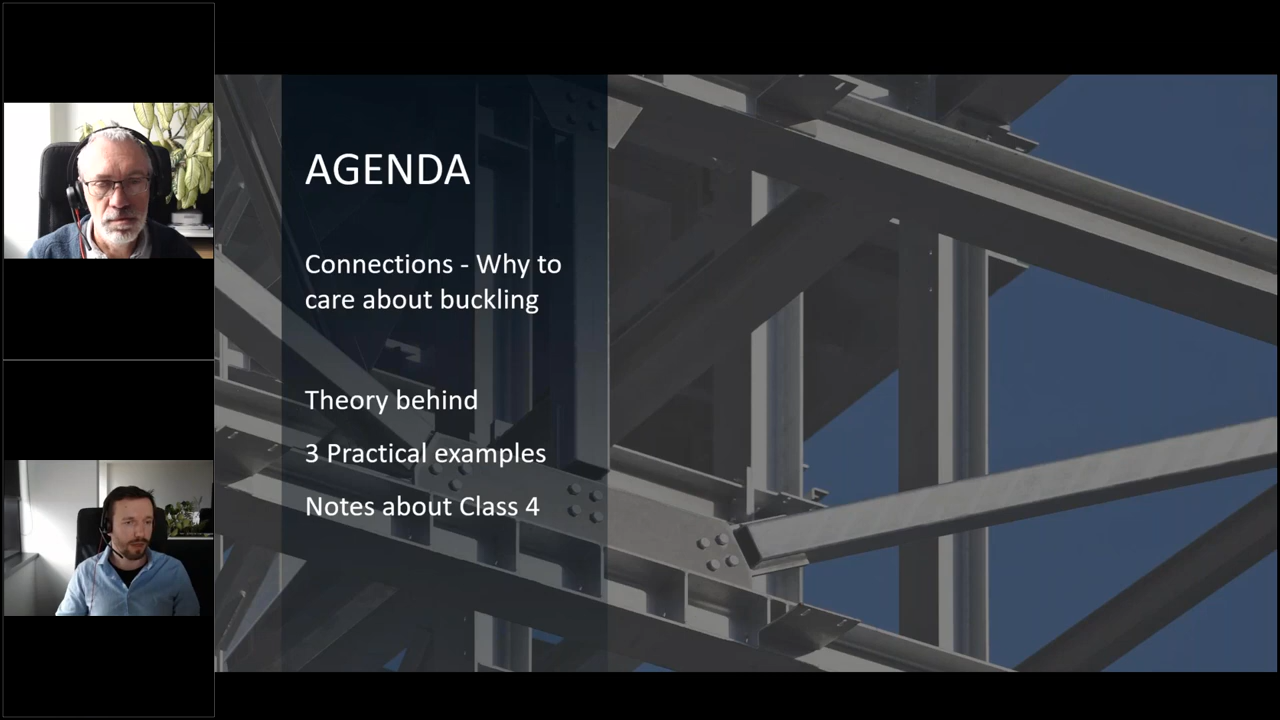 AGENDA
Connections - Why to
care about buckling
Theory behind
3 Practical examples
Notes about Class 4